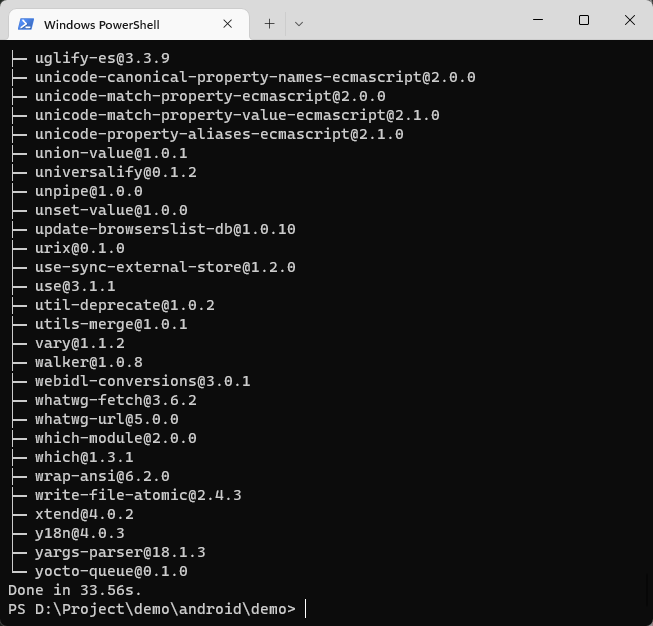 Windows PowerShell
├─ uglify-es@3.3.9
├─ unicode-canonical-property-names-ecmascript@2.0.0
├─ unicode-match-property-ecmascript@2.0.0
├─ unicode-match-property-value-ecmascript@2.1.0
├─ unicode-property-aliases-ecmascript@2.1.0
├─ union-value@1.0.1
├─ universalify@0.1.2
├─ unpipe@1.0.0
├─ unset-value@1.0.0
├─ update-browserslist-db@1.0.10
├─ urix@0.1.0
├─ use-sync-external-store@1.2.0
├─ use@3.1.1
├─ util-deprecate@1.0.2
├─ utils-merge@1.0.1
├─ vary@1.1.2
├─ walker@1.0.8
├─ webidl-conversions@3.0.1
├─ whatwg-fetch@3.6.2
├─ whatwg-url@5.0.0
├─ which-module@2.0.0
├─ which@1.3.1
├─ wrap-ansi@6.2.0
├─ write-file-atomic@2.4.3
├─ xtend@4.0.2
├─ y18n@4.0.3
├─ yargs-parser@18.1.3
└─ yocto-queue@0.1.0
Done in 33.56s.
PS D:\Project\demo\android\demo>